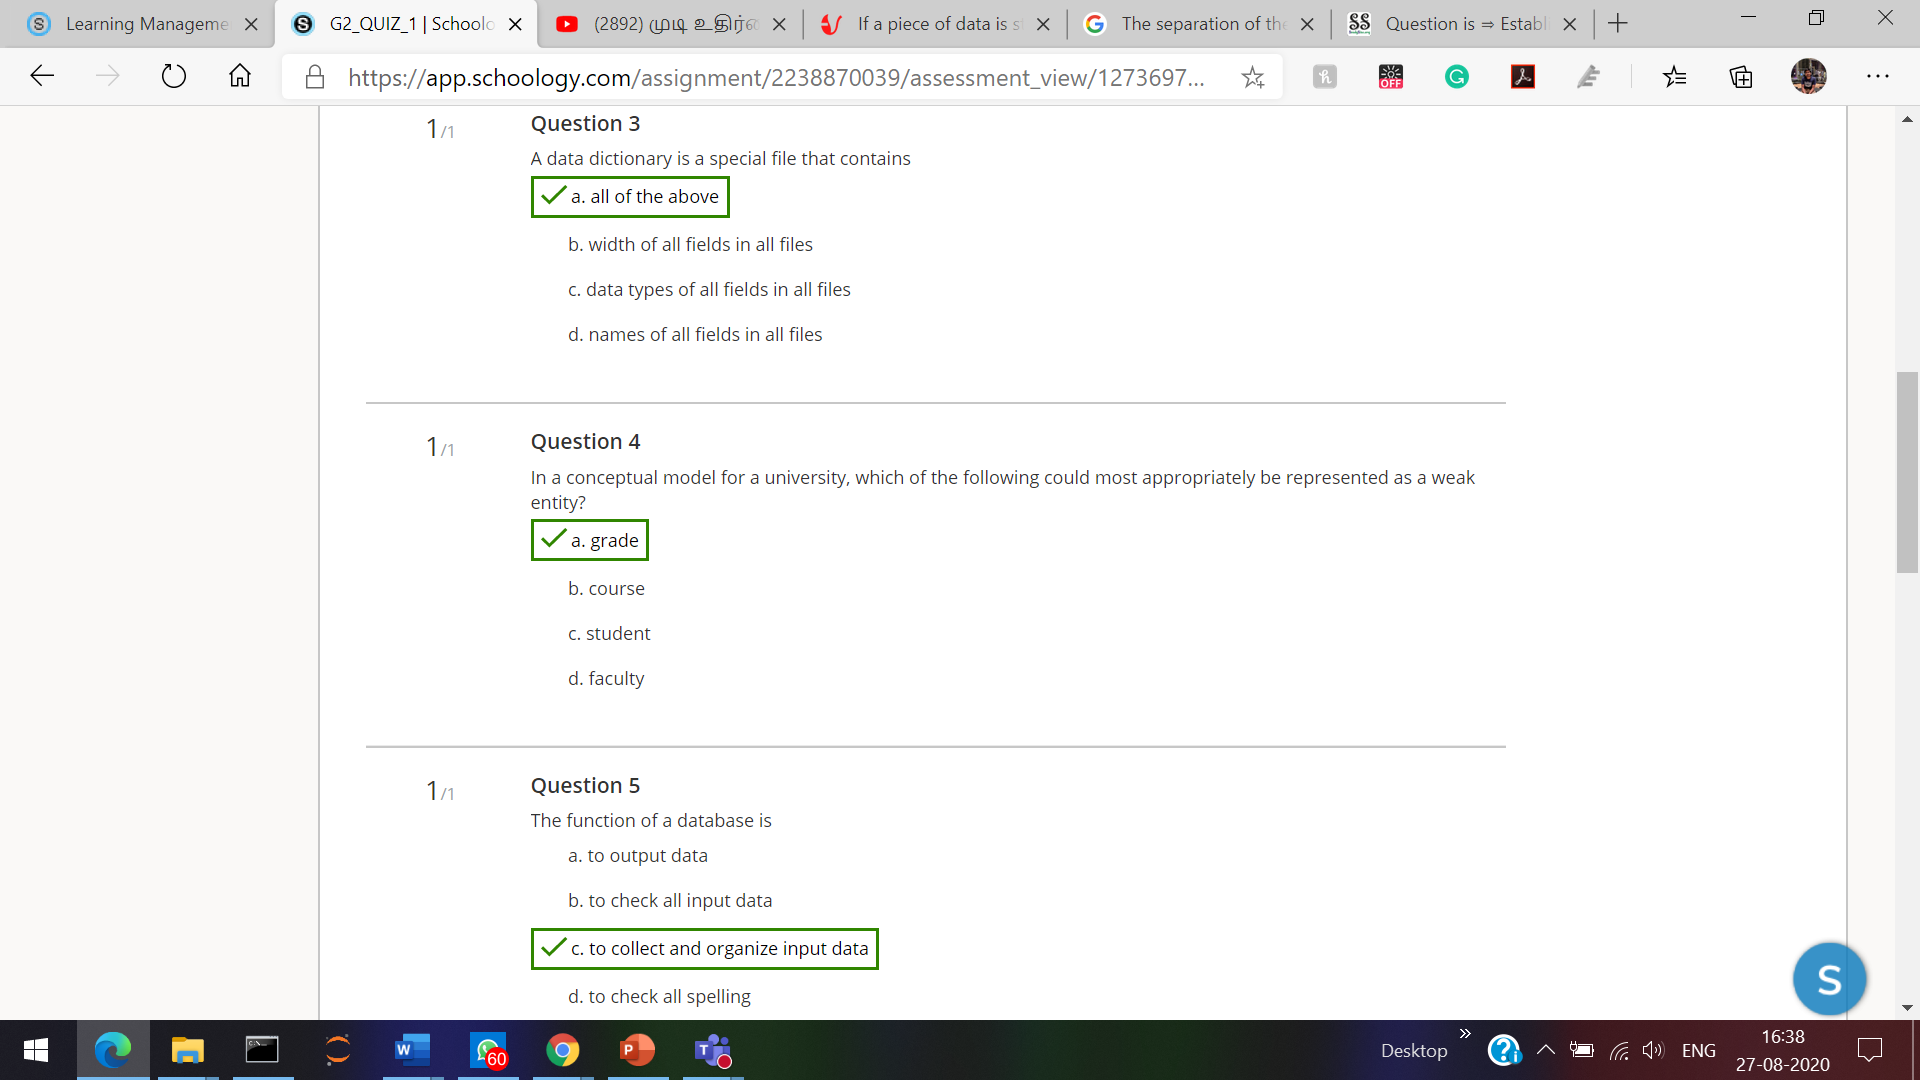 Learning Manageme
G2_QUIZ_1 | Schoolo
(2892) முடி உதிர்வை
If a piece of data is s
The separation of the
Question is ⇒ Establ
https://app.schoology.com/assignment/2238870039/assessment_view/1273697...
OFF
1/1
Question 3
A data dictionary is a special file that contains
a. all of the above
b. width of all fields in all files
c. data types of all fields in all files
d. names of all fields in all files
1/1
Question 4
In a conceptual model for a university, which of the following could most appropriately be represented as a weak
entity?
a. grade
b. course
c. student
d. faculty
1/1
Question 5
The function of a database is
a. to output data
b. to check all input data
c. to collect and organize input data
d. to check all spelling
S
60
Desktop
ENG
16:38
27-08-2020